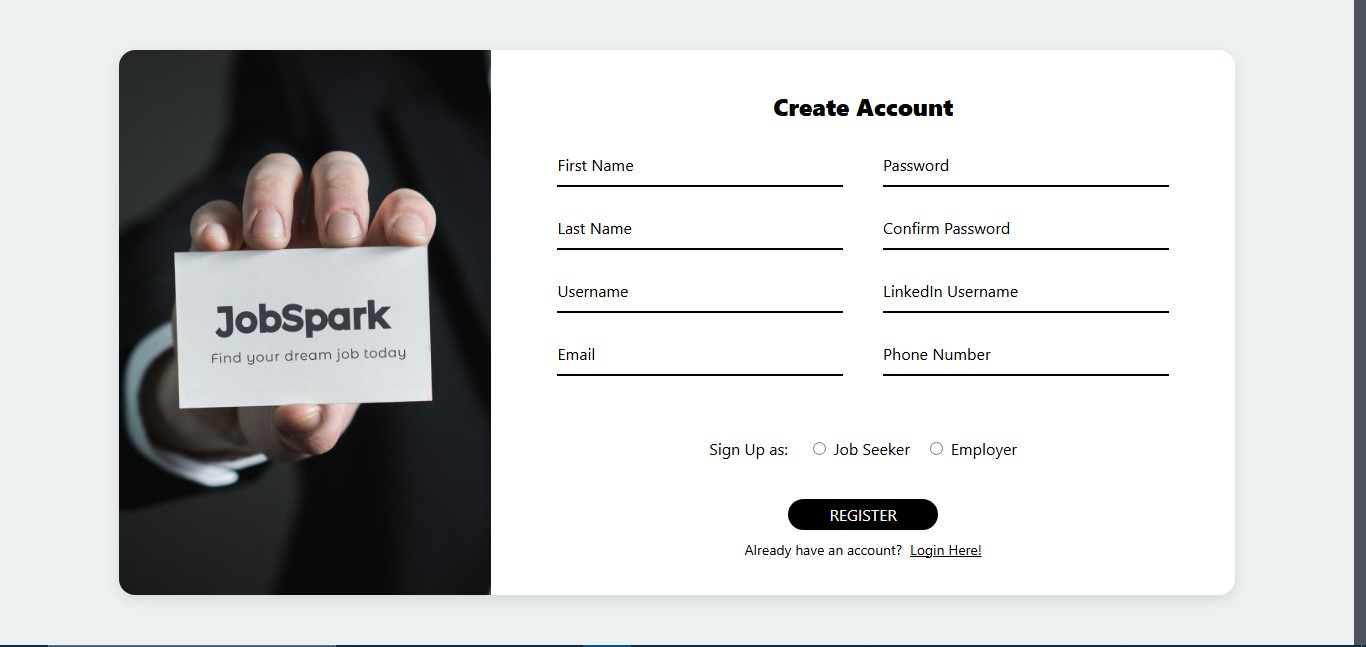 JobSpark
Find your dream job today
Create Account
First Name
Password
Last Name
Confirm Password
Username
LinkedIn Username
Email
Phone Number
Sign Up as: Job Seeker Employer
REGISTER
Already have an account? Login Here!